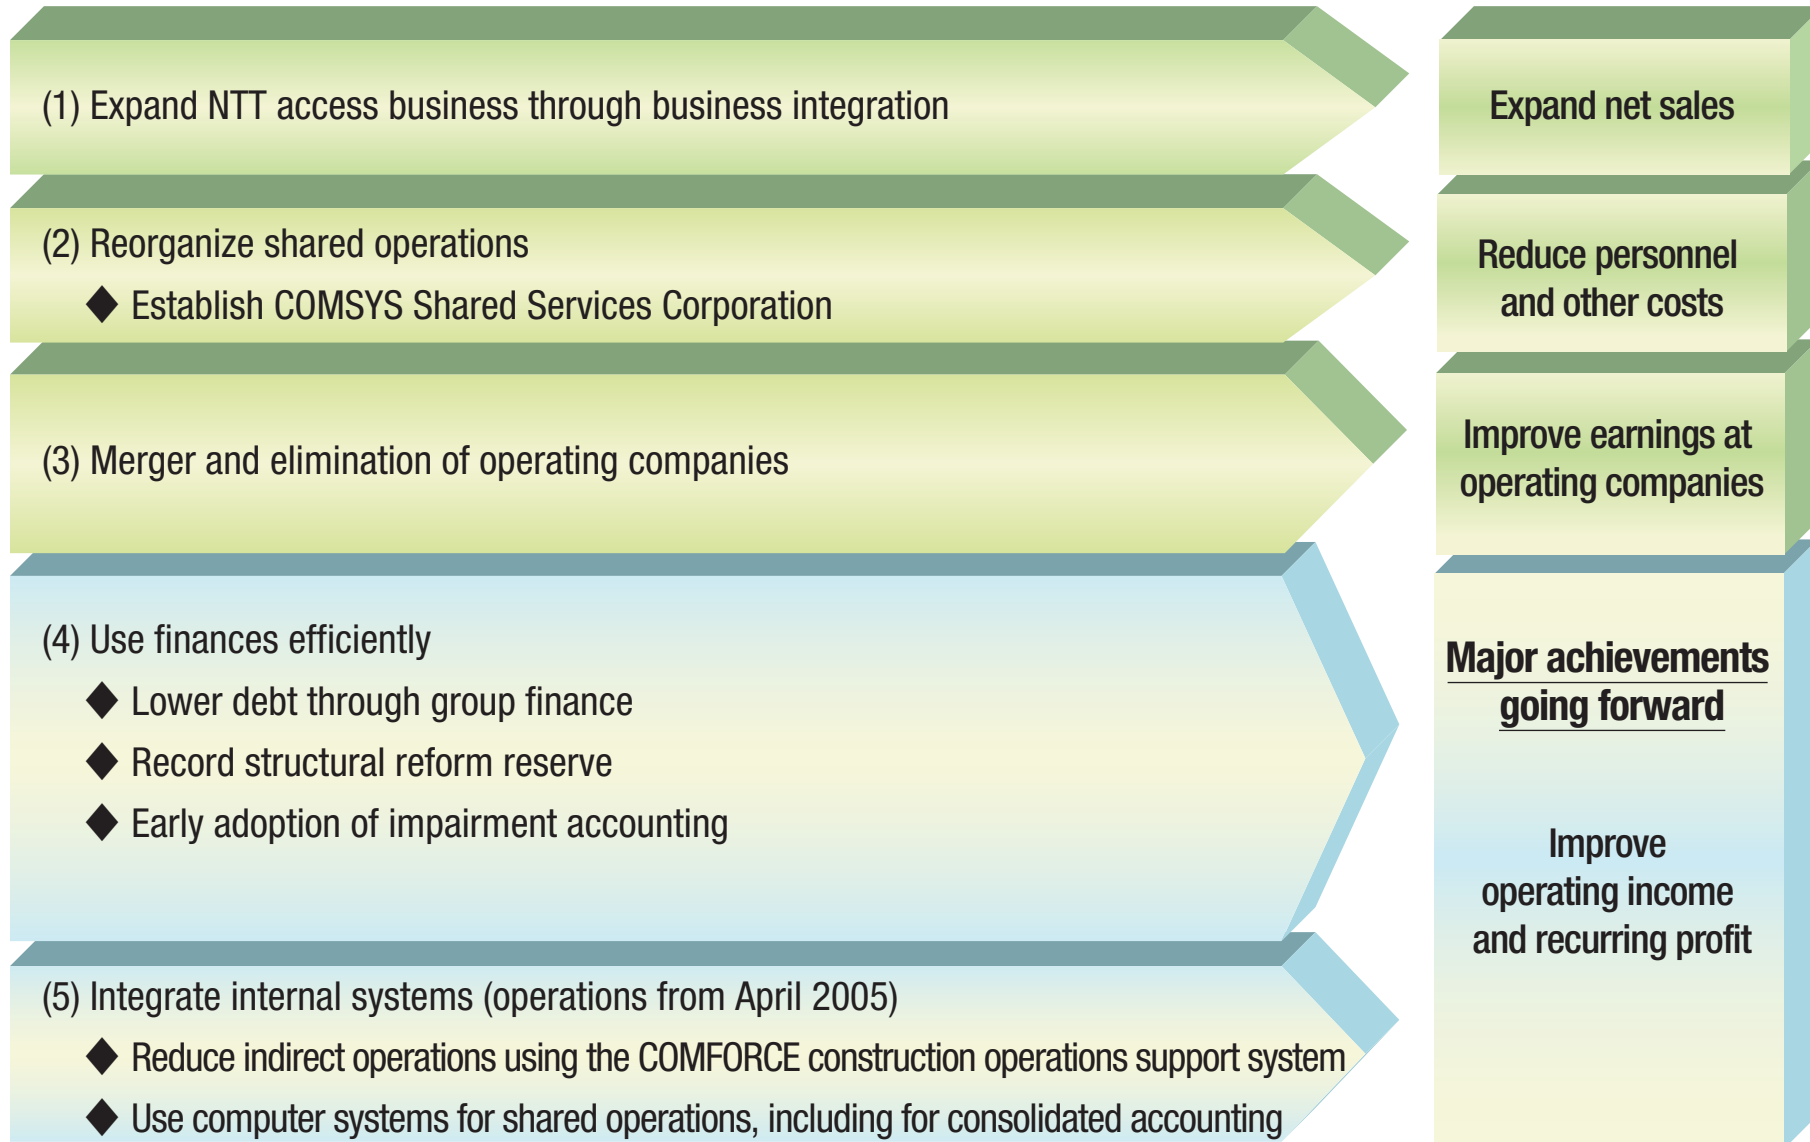 (1) Expand NTT access business through business integration
Expand net sales
(2) Reorganize shared operations
◆ Establish COMSYS Shared Services Corporation
Reduce personnel
and other costs
(3) Merger and elimination of operating companies
Improve earnings at
operating companies
(4) Use finances efficiently
◆ Lower debt through group finance
◆ Record structural reform reserve
◆ Early adoption of impairment accounting
Major achievements
going forward
Improve
operating income
and recurring profit
(5) Integrate internal systems (operations from April 2005)
◆ Reduce indirect operations using the COMFORCE construction operations support system
◆ Use computer systems for shared operations, including for consolidated accounting